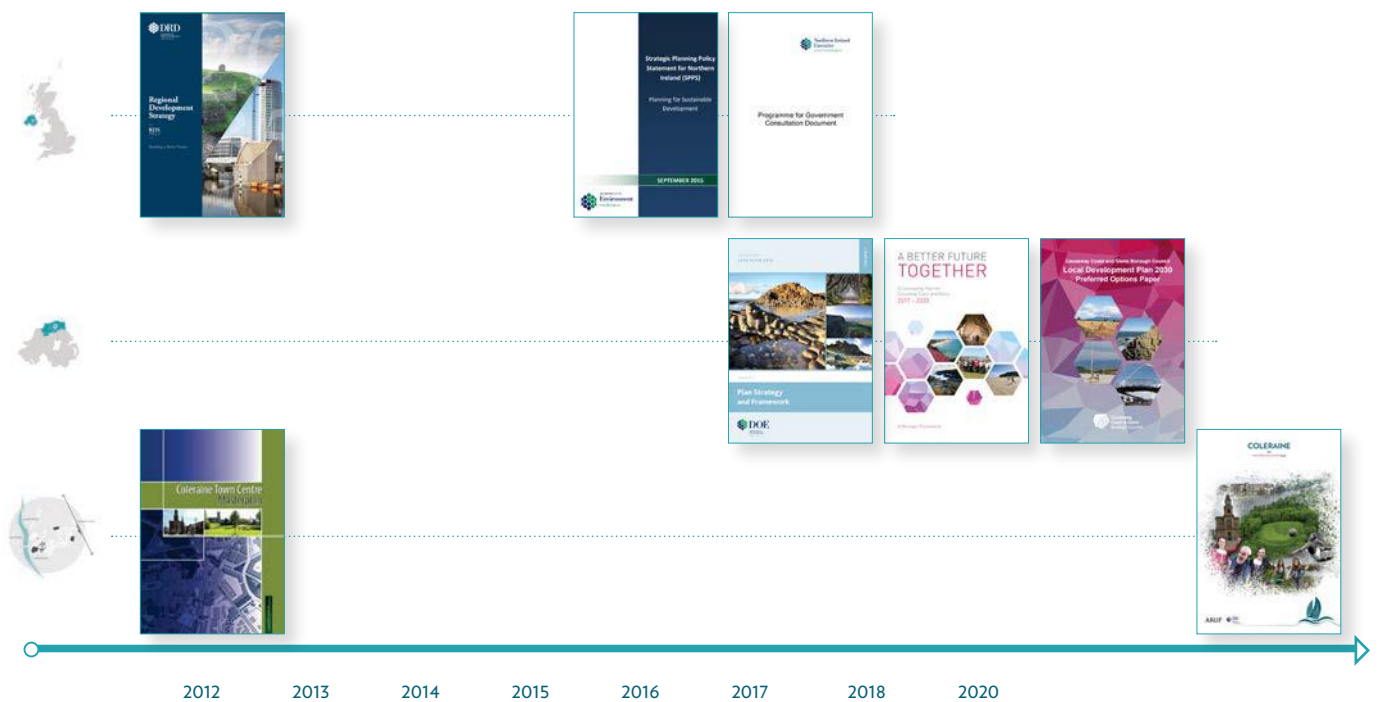 DRD
Regional
Development
Strategy
RDS
Strategic Planning Policy
Statement for Northern
Ireland (SPPS)
Planning for Sustainable
Development
SEPTEMBER 2015
Environment
Northern Ireland
Executive
Programme for Government
Consultation Document
Plan Strategy
and Framework
DOE
A BETTER FUTURE
TOGETHER
2017 - 2030
Causeway Coast and Glens Borough Council
Local Development Plan 2030
Preferred Options Paper
Coleraine Town Centre
Masterplan
COLERAINE
ARUP
2012
2013
2014
2015
2016
2017
2018
2020